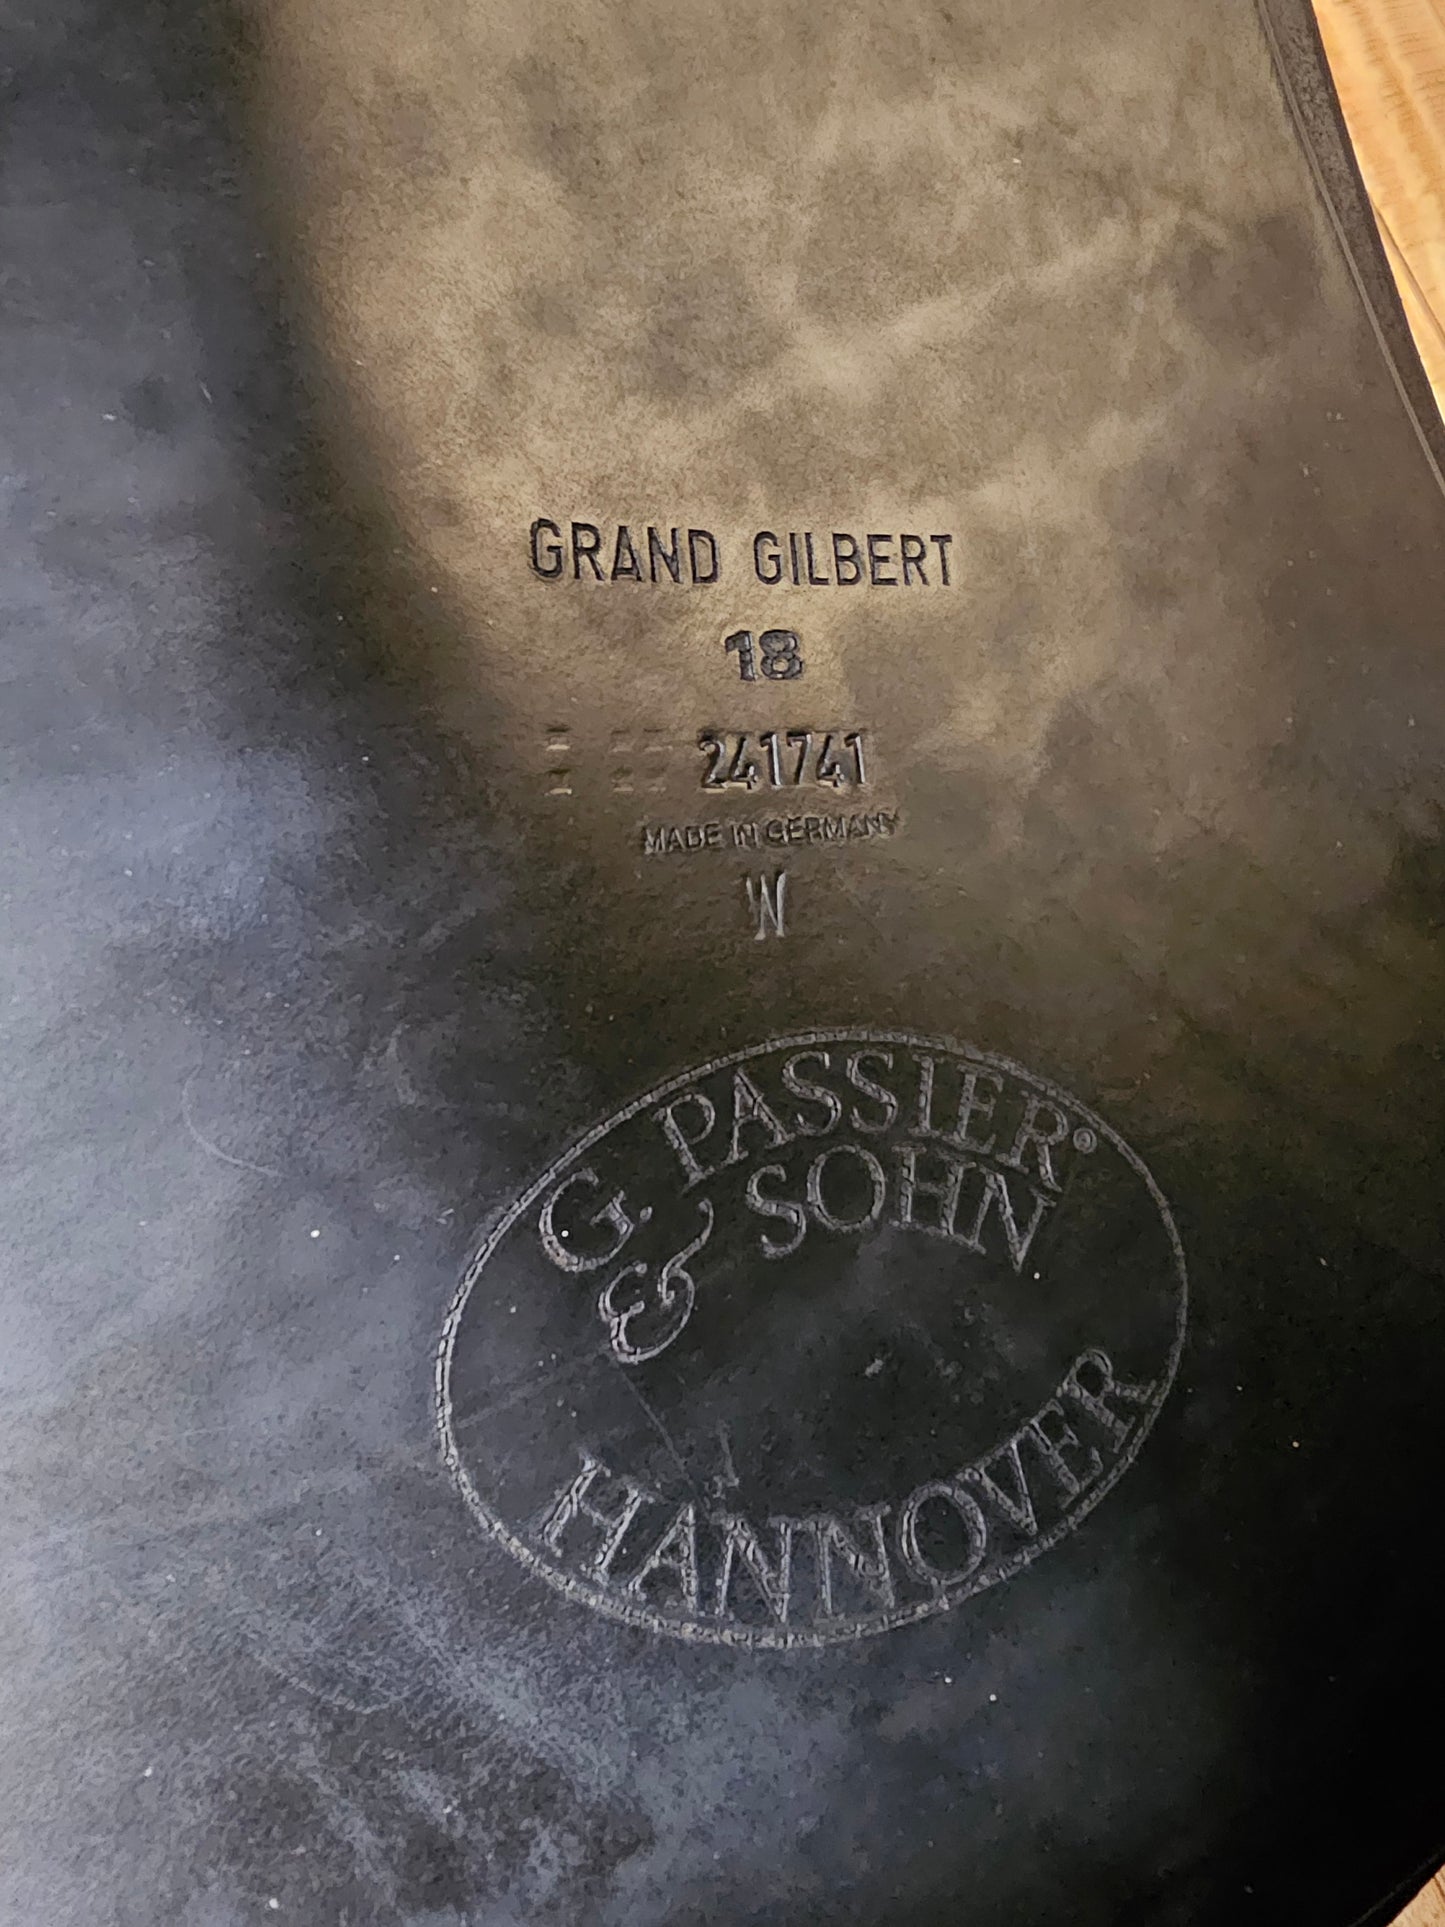 GRAND GILBERT
18
241741
MADE IN GERMANY
W
G. PASSIER®
& SOHN
HANNOVER